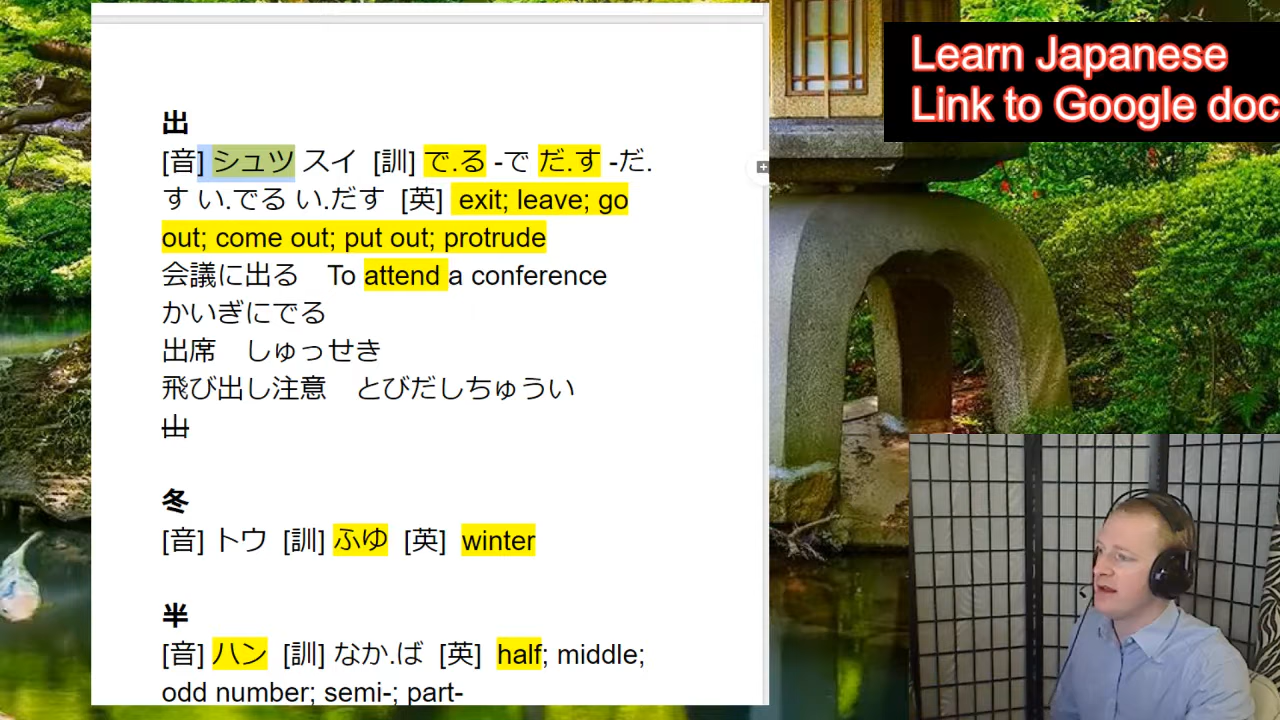 出
[音] シュツ スイ [訓] で.る -で だ.す -だ.
す い.でる い.だす [英] exit; leave; go
out; come out; put out; protrude
会議に出る To attend a conference
かいぎにでる
出席 しゅっせき
飛び出し注意 とびだしちゅうい
冬
[音] トウ [訓] ふゆ [英] winter
半
[音] ハン [訓] なか.ば [英] half; middle;
odd number; semi-; part-
Learn Japanese
Link to Google doc